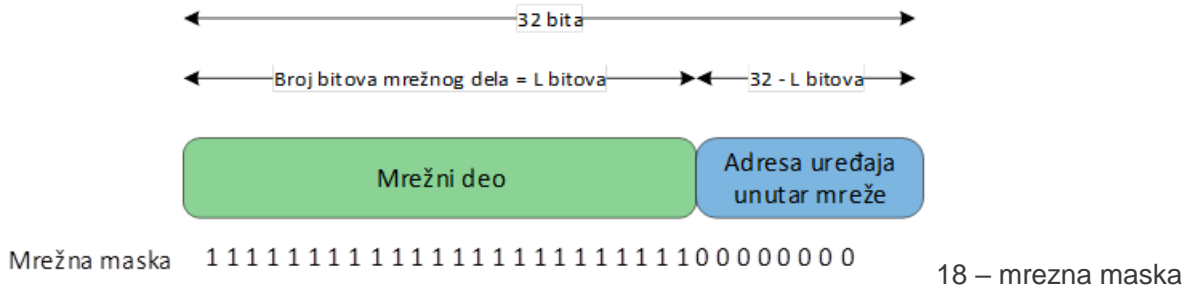 32 bita
Broj bitova mrežnog dela = L bitova 32 - L bitova
Mrežni deo
Adresa uređaja
unutar mreže
Mrežna maska 1 1 1 1 1 1 1 1 1 1 1 1 1 1 1 1 1 1 1 1 1 1 1 1 0 0 0 0 0 0 0 0
18 – mrezna maska